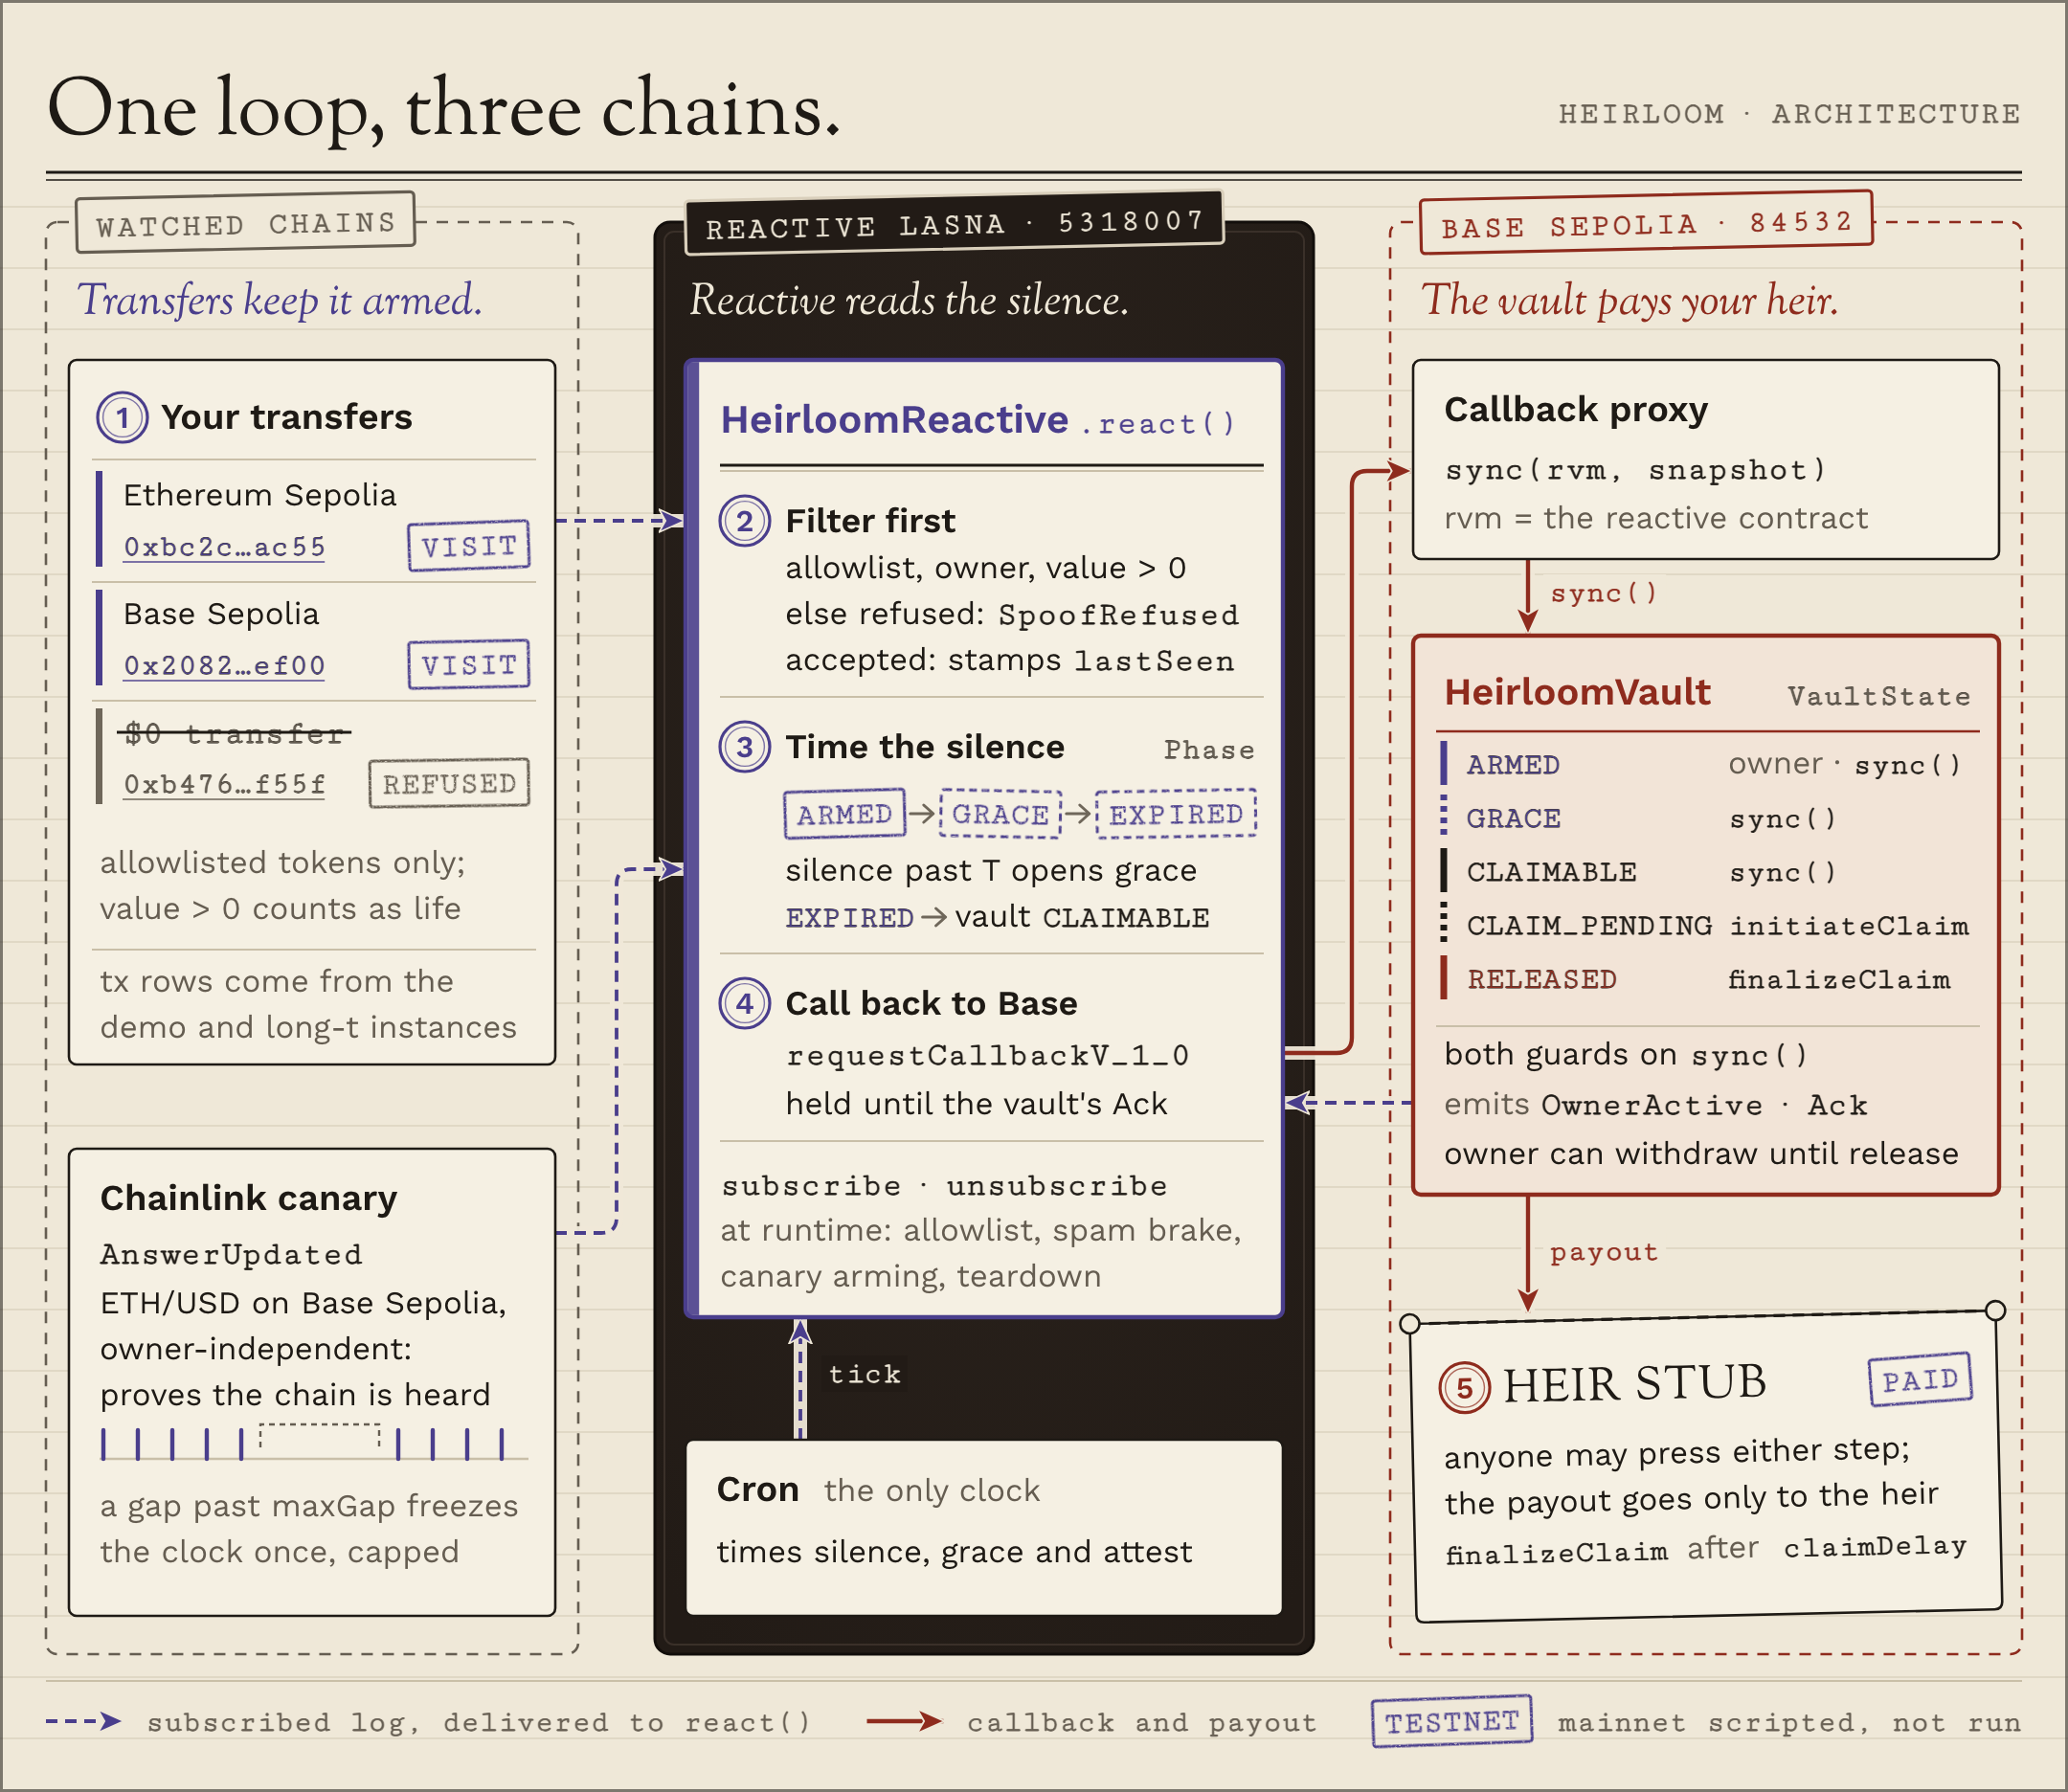 One loop, three chains.
HEIRLOOM · ARCHITECTURE
WATCHED CHAINS
Transfers keep it armed.
1 Your transfers
Ethereum Sepolia
0xbc2c…ac55 VISIT
Base Sepolia
0x2082…ef00 VISIT
$0 transfer
0xb476…f55f REFUSED
allowlisted tokens only;
value > 0 counts as life
tx rows come from the
demo and long-t instances
Chainlink canary
AnswerUpdated
ETH/USD on Base Sepolia,
owner-independent:
proves the chain is heard
a gap past maxGap freezes
the clock once, capped
REACTIVE LASNA · 5318007
Reactive reads the silence.
HeirloomReactive .react()
2 Filter first
allowlist, owner, value > 0
else refused: SpoofRefused
accepted: stamps lastSeen
3 Time the silence Phase
ARMED → GRACE → EXPIRED
silence past T opens grace
EXPIRED → vault CLAIMABLE
4 Call back to Base
requestCallbackV_1_0
held until the vault's Ack
subscribe · unsubscribe
at runtime: allowlist, spam brake,
canary arming, teardown
tick
Cron the only clock
times silence, grace and attest
BASE SEPOLIA · 84532
The vault pays your heir.
Callback proxy
sync(rvm, snapshot)
rvm = the reactive contract
sync()
HeirloomVault VaultState
ARMED owner · sync()
GRACE sync()
CLAIMABLE sync()
CLAIM_PENDING initiateClaim
RELEASED finalizeClaim
both guards on sync()
emits OwnerActive · Ack
owner can withdraw until release
payout
5 HEIR STUB PAID
anyone may press either step;
the payout goes only to the heir
finalizeClaim after claimDelay
subscribed log, delivered to react()
callback and payout
TESTNET mainnet scripted, not run